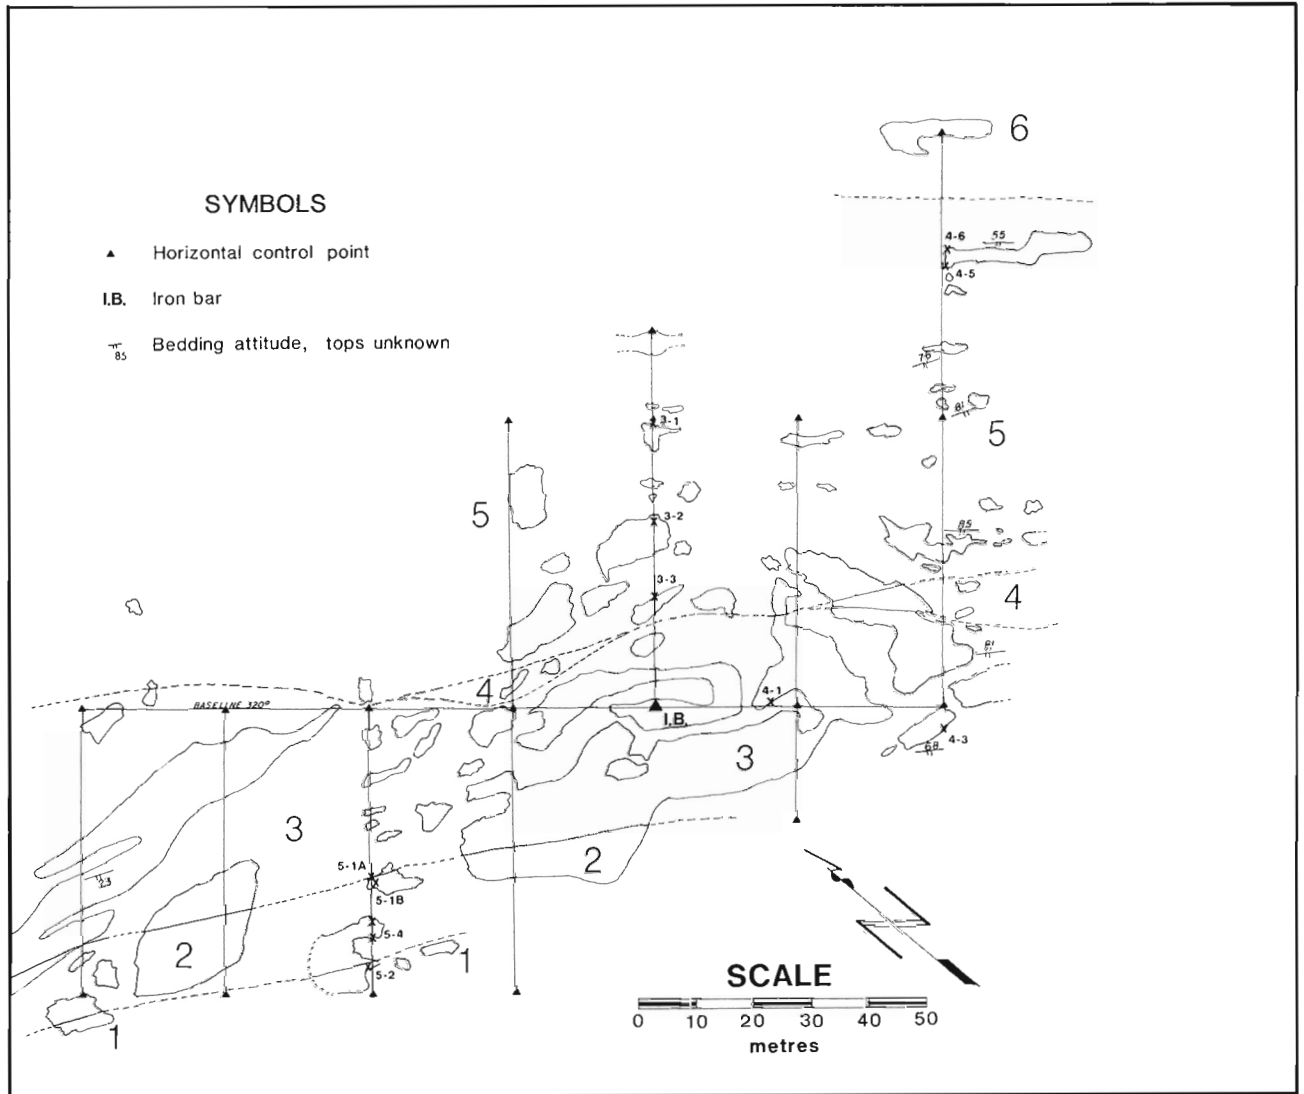 6
SYMBOLS
4-6
55
Horizontal control point
4-5
I.B. Iron bar
85 Bedding attitude, tops unknown
76
81
3-1
5
5
3-2
85
3-3
4
81
4
4-1
BASELINE 320°
I.B.
4-3
68
3
3
2
5-1A
23
5-1B
5-4
2
1
5-2
SCALE
0 10 20 30 40 50
metres
1